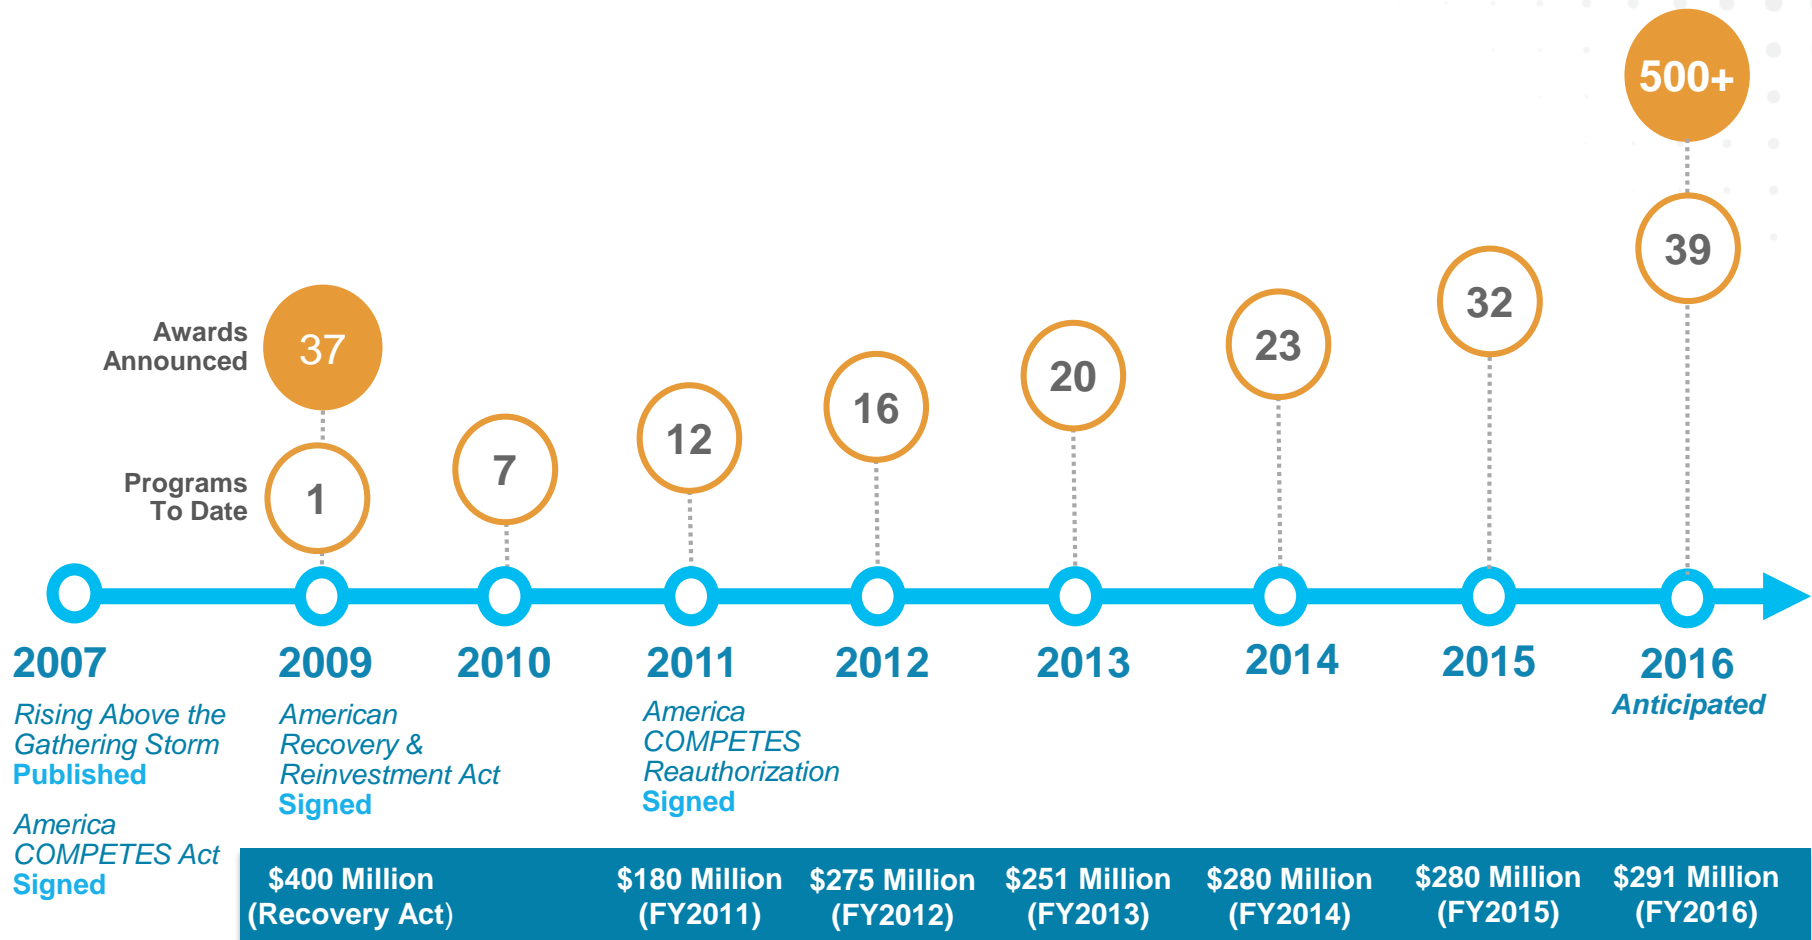 500+
39
32
23
20
16
12
7
Awards
Announced
37
Programs
To Date
1
2007
Rising Above the
Gathering Storm
Published
America
COMPETES Act
Signed
2009
American
Recovery &
Reinvestment Act
Signed
2010
2011
America
COMPETES
Reauthorization
Signed
2012
2013
2014
2015
2016
Anticipated
$400 Million
(Recovery Act)
$180 Million
(FY2011)
$275 Million
(FY2012)
$251 Million
(FY2013)
$280 Million
(FY2014)
$280 Million
(FY2015)
$291 Million
(FY2016)